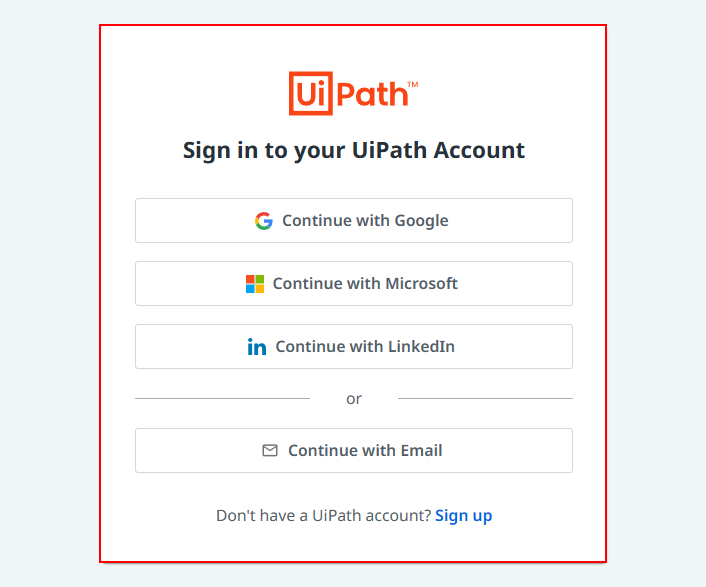 UiPath™
Sign in to your UiPath Account
Continue with Google
Continue with Microsoft
in Continue with LinkedIn
or
Continue with Email
Don't have a UiPath account? Sign up